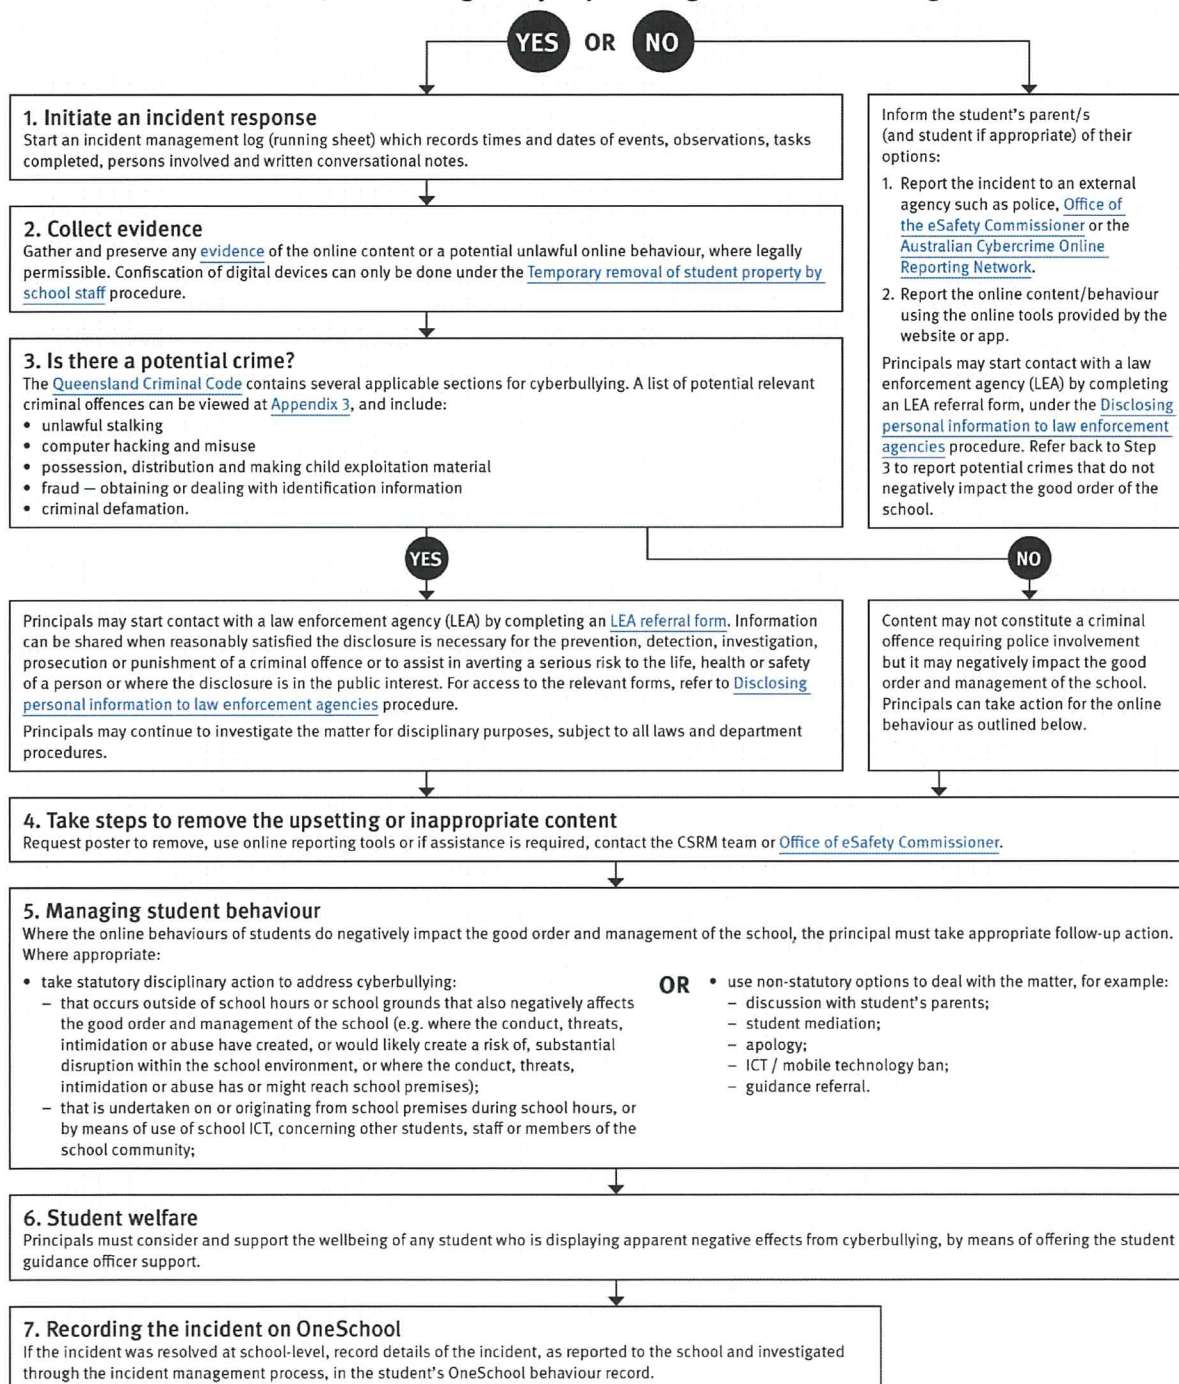 YES OR NO
1. Initiate an incident response
Start an incident management log (running sheet) which records times and dates of events, observations, tasks
completed, persons involved and written conversational notes.
2. Collect evidence
Gather and preserve any evidence of the online content or a potential unlawful online behaviour, where legally
permissible. Confiscation of digital devices can only be done under the Temporary removal of student property by
school staff procedure.
3. Is there a potential crime?
The Queensland Criminal Code contains several applicable sections for cyberbullying. A list of potential relevant
criminal offences can be viewed at Appendix 3, and include:
• unlawful stalking
• computer hacking and misuse
• possession, distribution and making child exploitation material
• fraud — obtaining or dealing with identification information
• criminal defamation.
Inform the student's parent/s
(and student if appropriate) of their
options:
1. Report the incident to an external
agency such as police, Office of
the eSafety Commissioner or the
Australian Cybercrime Online
Reporting Network.
2. Report the online content/behaviour
using the online tools provided by the
website or app.
Principals may start contact with a law
enforcement agency (LEA) by completing
an LEA referral form, under the Disclosing
personal information to law enforcement
agencies procedure. Refer back to Step
3 to report potential crimes that do not
negatively impact the good order of the
school.
YES
NO
Principals may start contact with a law enforcement agency (LEA) by completing an LEA referral form. Information
can be shared when reasonably satisfied the disclosure is necessary for the prevention, detection, investigation,
prosecution or punishment of a criminal offence or to assist in averting a serious risk to the life, health or safety
of a person or where the disclosure is in the public interest. For access to the relevant forms, refer to Disclosing
personal information to law enforcement agencies procedure.
Principals may continue to investigate the matter for disciplinary purposes, subject to all laws and department
procedures.
Content may not constitute a criminal
offence requiring police involvement
but it may negatively impact the good
order and management of the school.
Principals can take action for the online
behaviour as outlined below.
4. Take steps to remove the upsetting or inappropriate content
Request poster to remove, use online reporting tools or if assistance is required, contact the CSRM team or Office of eSafety Commissioner.
5. Managing student behaviour
Where the online behaviours of students do negatively impact the good order and management of the school, the principal must take appropriate follow-up action.
Where appropriate:
• take statutory disciplinary action to address cyberbullying:
– that occurs outside of school hours or school grounds that also negatively affects
the good order and management of the school (e.g. where the conduct, threats,
intimidation or abuse have created, or would likely create a risk of, substantial
disruption within the school environment, or where the conduct, threats,
intimidation or abuse has or might reach school premises);
– that is undertaken on or originating from school premises during school hours, or
by means of use of school ICT, concerning other students, staff or members of the
school community;
OR
• use non-statutory options to deal with the matter, for example:
– discussion with student's parents;
– student mediation;
– apology;
– ICT / mobile technology ban;
– guidance referral.
6. Student welfare
Principals must consider and support the wellbeing of any student who is displaying apparent negative effects from cyberbullying, by means of offering the student
guidance officer support.
7. Recording the incident on OneSchool
If the incident was resolved at school-level, record details of the incident, as reported to the school and investigated
through the incident management process, in the student's OneSchool behaviour record.